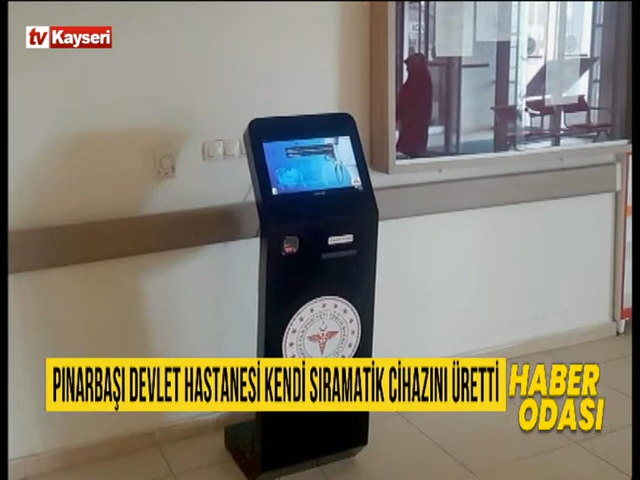 tv Kayseri
PINARBAŞI DEVLET HASTANESİ KENDİ SIRAMATİK CİHAZINI ÜRETTİ
HABER
ODASI